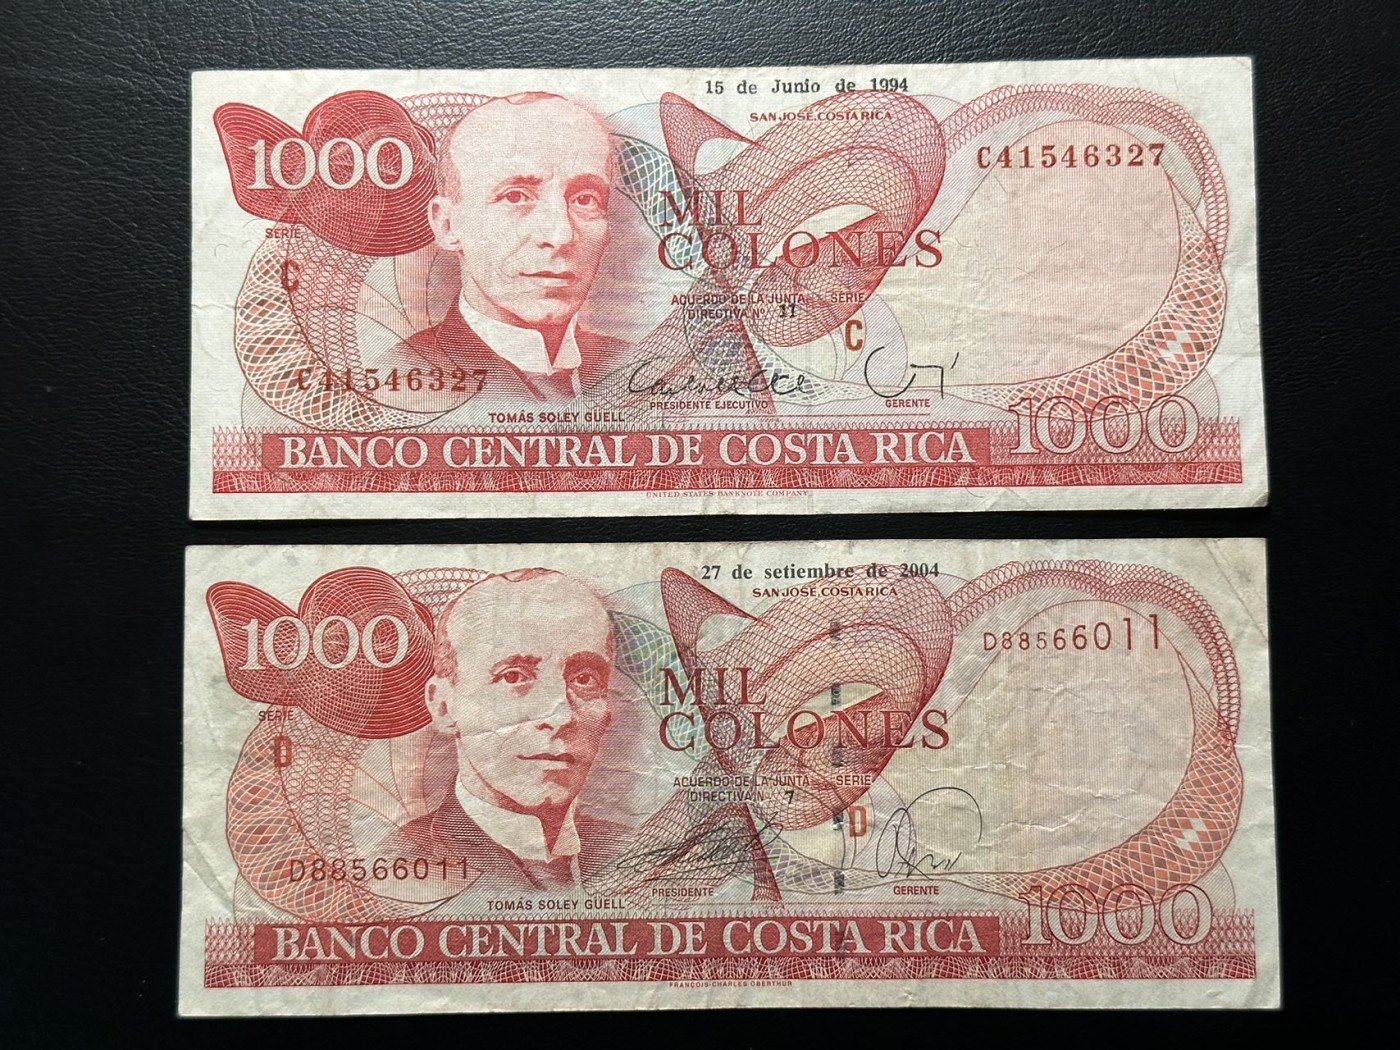 15 de Junio de 1994
SAN JOSE, COSTA RICA
1000
C41546327
MIL
COLONES
SERIE
C
ACUERDO DE LA JUNTA
DIRECTIVA Nº 11
SERIE
C
C41546327
PRESIDENTE EJECUTIVO
GERENTE
TOMÁS SOLEY GÜELL
1000
BANCO CENTRAL DE COSTA RICA
UNITED STATES BANKNOTE COMPANY
27 de setiembre de 2004
SAN JOSE, COSTA RICA
1000
D88566011
MIL
COLONES
SERIE
D
ACUERDO DE LA JUNTA
DIRECTIVA Nº 7
SERIE
D
D88566011
PRESIDENTE
GERENTE
TOMÁS SOLEY GÜELL
1000
BANCO CENTRAL DE COSTA RICA
FRANÇOIS-CHARLES OBERTHUR